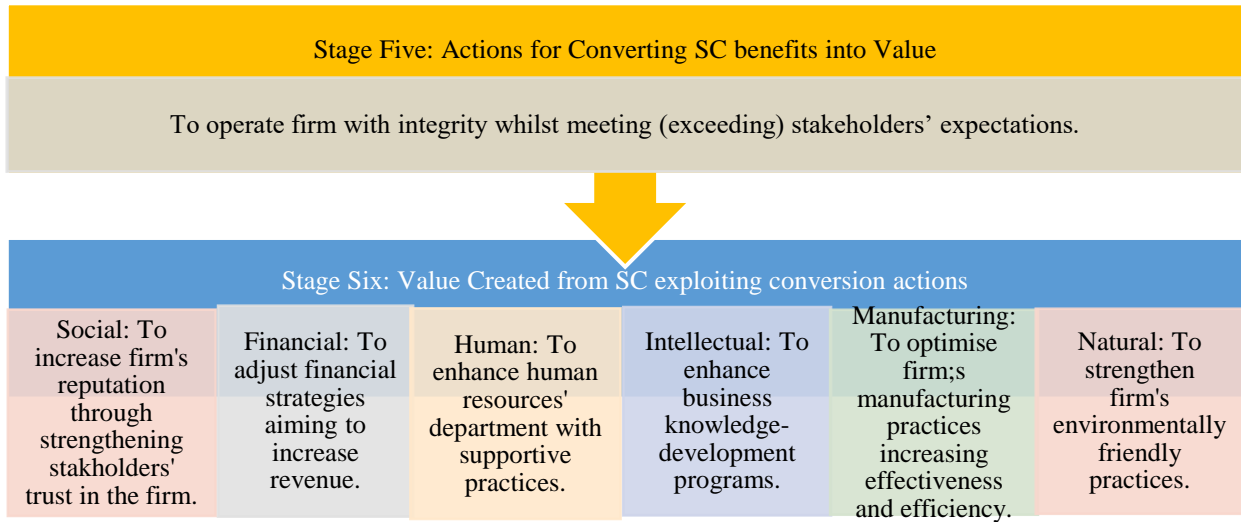 Stage Five: Actions for Converting SC benefits into Value
To operate firm with integrity whilst meeting (exceeding) stakeholders' expectations.
Stage Six: Value Created from SC exploiting conversion actions
Social: To
increase firm's
reputation
through
strengthening
stakholders'
trust in the firm.
Financial: To
adjust financial
strategies
aiming to
increase
revenue.
Human: To
enhance human
resources'
department with
supportive
practices.
Intellectual: To
enhance
business
knowledge-
development
programs.
Manufacturing:
To optimise
firm;s
manufacturing
practices
increasing
effectiveness
and efficiency.
Natural: To
strengthen
firm's
environmentally
friendly
practices.